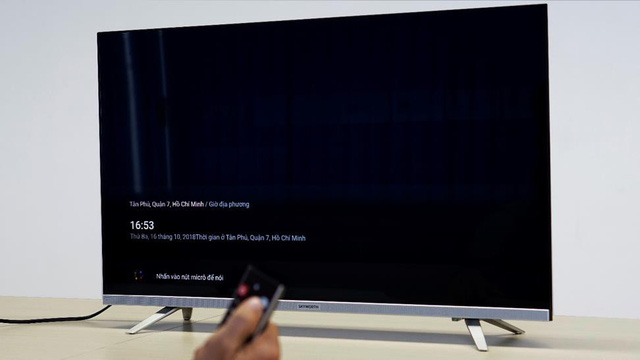 Tân Phú, Quận 7, Hồ Chí Minh / Giờ địa phương
16:53
Thứ Ba, 16 tháng 10, 2018Thời gian ở Tân Phú, Quận 7, Hồ Chí Minh
Nhấn vào nút micrô để nói
SKYWORTH